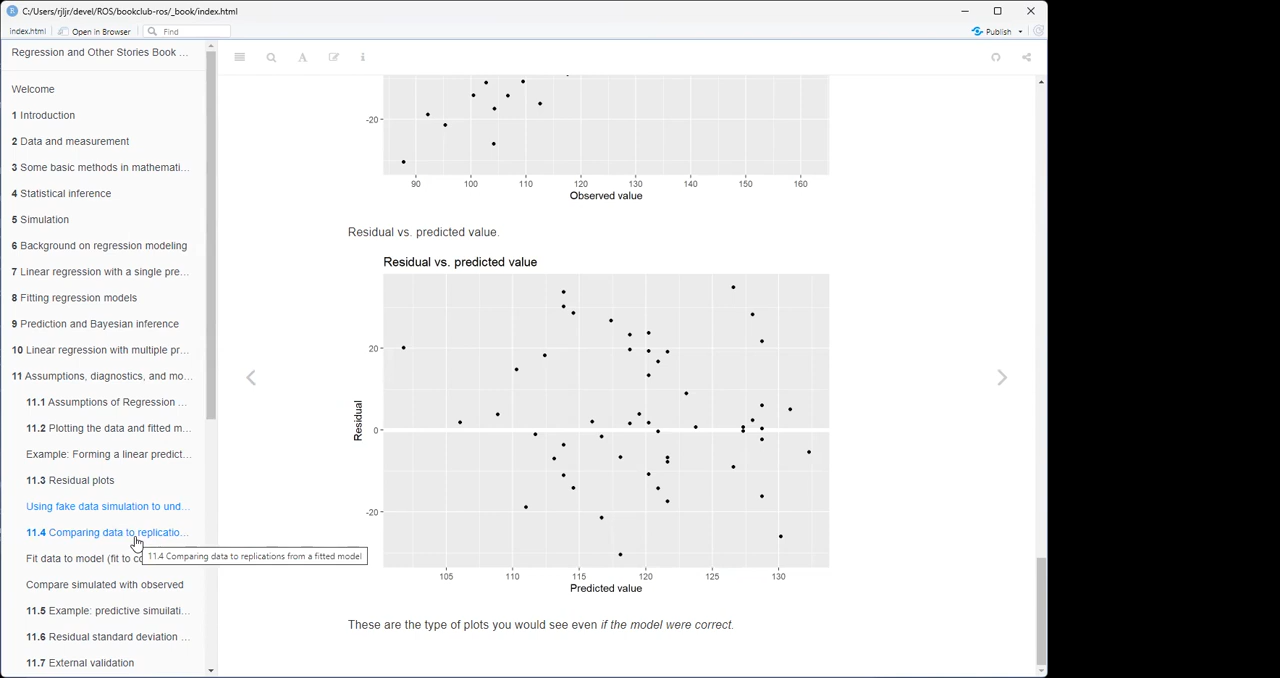 C:/Users/rjljr/devel/ROS/bookclub-ros/_book/index.html
index.html Open in Browser Find Publish
Regression and Other Stories Book ...
Welcome
1 Introduction
2 Data and measurement
3 Some basic methods in mathemati...
4 Statistical inference
5 Simulation
6 Background on regression modeling
7 Linear regression with a single pre...
8 Fitting regression models
9 Prediction and Bayesian inference
10 Linear regression with multiple pr...
11 Assumptions, diagnostics, and mo...
11.1 Assumptions of Regression ...
11.2 Plotting the data and fitted m...
Example: Forming a linear predict...
11.3 Residual plots
Using fake data simulation to und...
11.4 Comparing data to replicatio...
11.4 Comparing data to replications from a fitted model
Fit data to model (fit to c
Compare simulated with observed
11.5 Example: predictive simuilati...
11.6 Residual standard deviation ...
11.7 External validation
-20
90 100 110 120 130 140 150 160
Observed value
Residual vs. predicted value.
Residual vs. predicted value
Residual
20
0
-20
105 110 115 120 125 130
Predicted value
These are the type of plots you would see even if the model were correct.